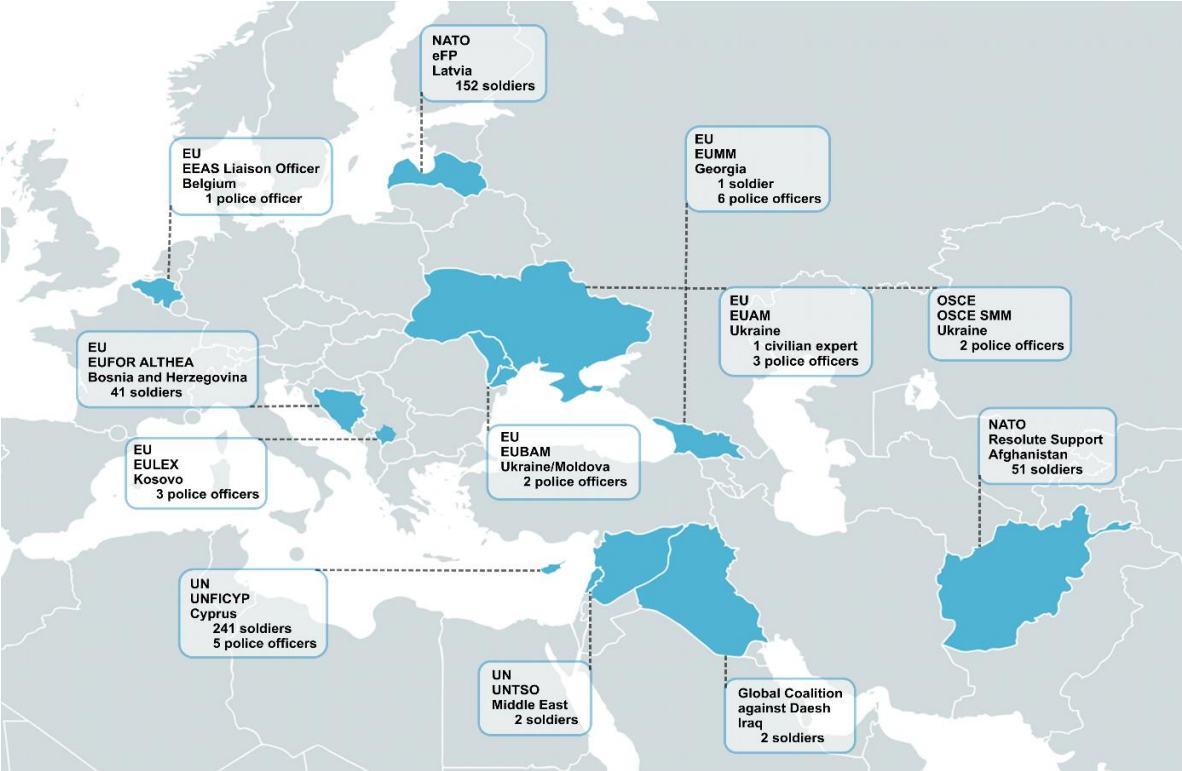 NATO
eFP
Latvia
152 soldiers
EU
EUMM
Georgia
1 soldier
6 police officers
EU
EEAS Liaison Officer
Belgium
1 police officer
EU
EUAM
Ukraine
1 civilian expert
3 police officers
OSCE
OSCE SMM
Ukraine
2 police officers
EU
EUFOR ALTHEA
Bosnia and Herzegovina
41 soldiers
NATO
Resolute Support
Afghanistan
51 soldiers
EU
EUBAM
Ukraine/Moldova
2 police officers
EU
EULEX
Kosovo
3 police officers
UN
UNFICYP
Cyprus
241 soldiers
5 police officers
UN
UNTSO
Middle East
2 soldiers
Global Coalition
against Daesh
Iraq
2 soldiers